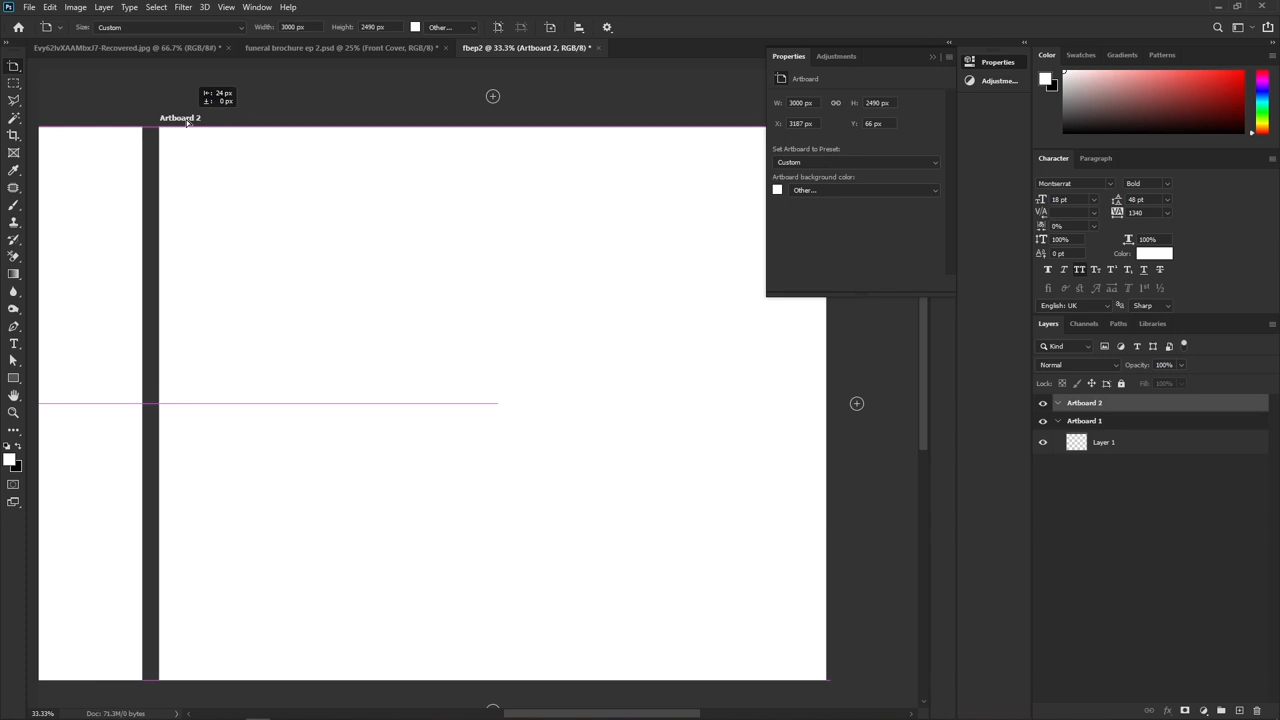 File Edit Image Layer Type Select Filter 3D View Window Help
Size: Custom Width: 3000 px Height: 2490 px Other...
Evy62IvXAAMbxJ7-Recovered.jpg @ 66.7% (RGB/8#) * × funeral brochure ep 2.psd @ 25% (Front Cover, RGB/8) * × fbep2 @ 33.3% (Artboard 2, RGB/8) * ×
24 px
0 px
Artboard 2
Properties Adjustments
Artboard
W: 3000 px H: 2490 px
X: 3187 px Y: 66 px
Set Artboard to Preset:
Custom
Artboard background color:
Other...
Properties
Adjustme...
Color Swatches Gradients Patterns
Character Paragraph
Montserrat Bold
18 pt 48 pt
1340
0%
100% 100%
0 pt Color:
English: UK Sharp
Layers Channels Paths Libraries
Kind
Normal Opacity: 100%
Lock: Fill: 100%
Artboard 2
Artboard 1
Layer 1
33.33% Doc: 71.3M/0 bytes